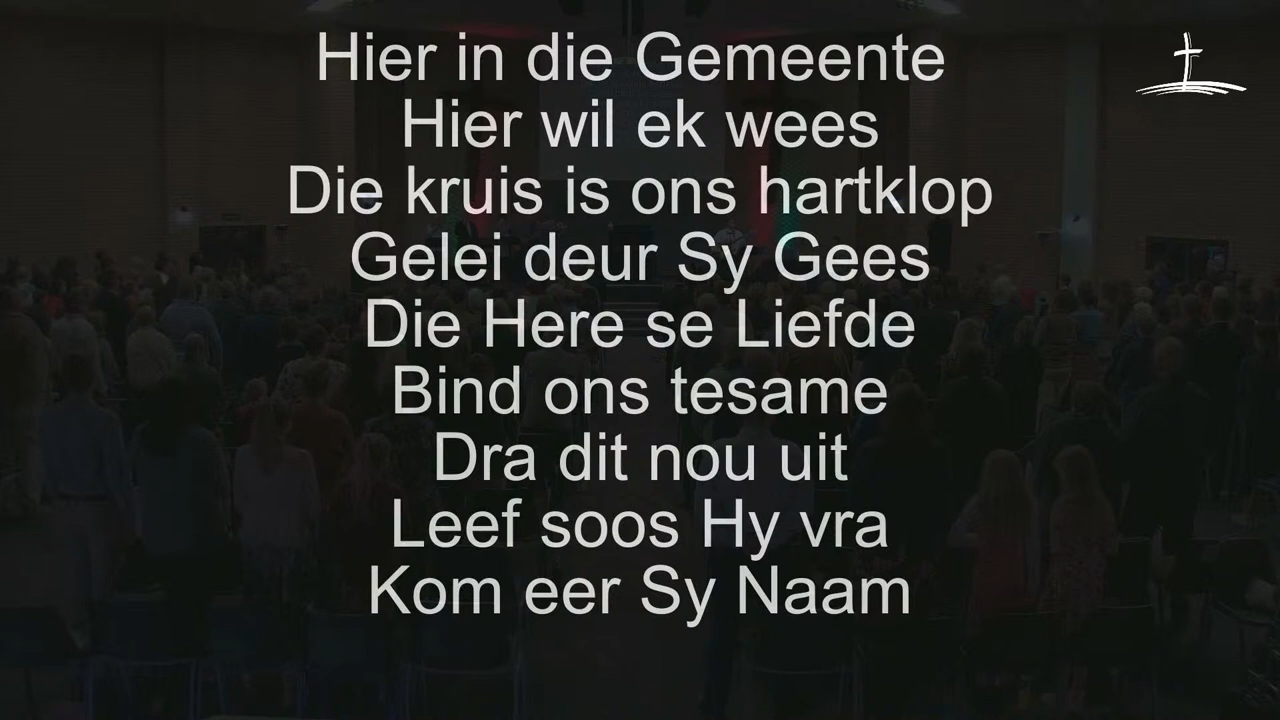 Hier in die Gemeente
Hier wil ek wees
Die kruis is ons hartklop
Gelei deur Sy Gees
Die Here se Liefde
Bind ons tesame
Dra dit nou uit
Leef soos Hy vra
Kom eer Sy Naam